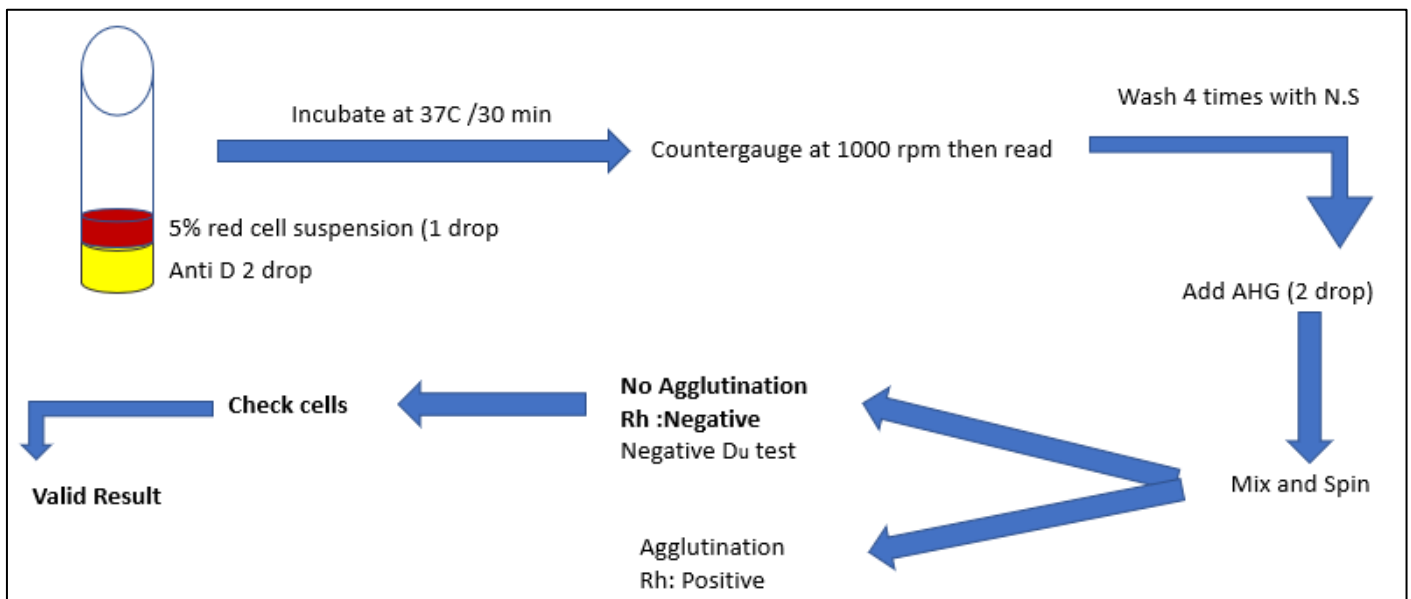 Incubate at 37C /30 min
Countergauge at 1000 rpm then read
Wash 4 times with N.S
5% red cell suspension (1 drop
Anti D 2 drop
Add AHG (2 drop)
Mix and Spin
No Agglutination
Rh :Negative
Negative Du test
Check cells
Valid Result
Agglutination
Rh: Positive